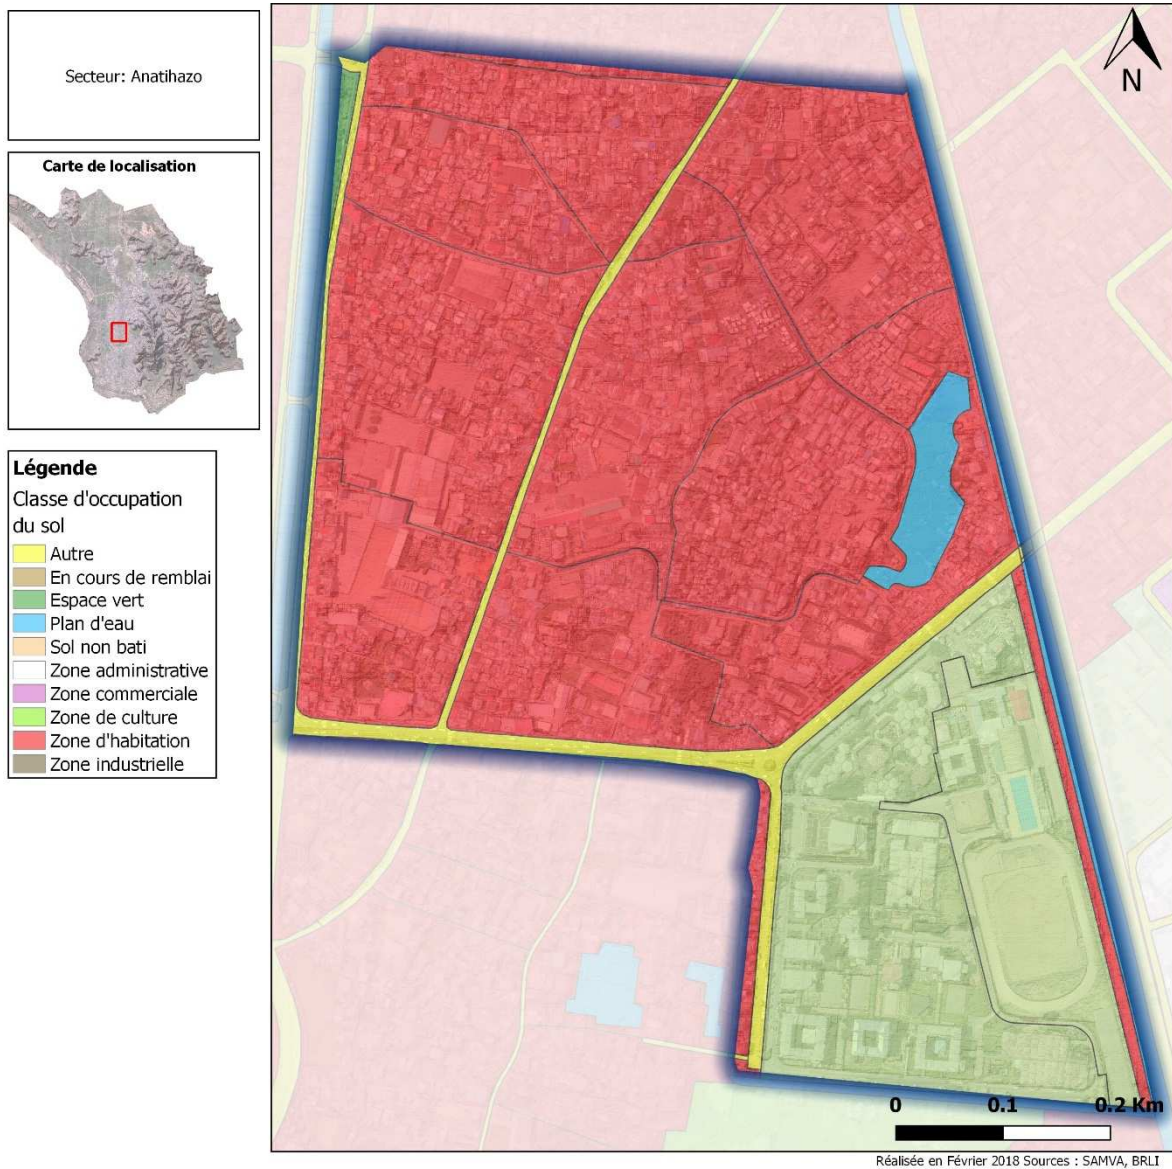 Secteur: Anatihazo
Carte de localisation
Légende
Classe d'occupation
du sol
Autre
En cours de remblai
Espace vert
Plan d'eau
Sol non bati
Zone administrative
Zone commerciale
Zone de culture
Zone d'habitation
Zone industrielle
N
0 0.1 0.2 Km
Réalisée en Février 2018 Sources : SAMVA, BRLI